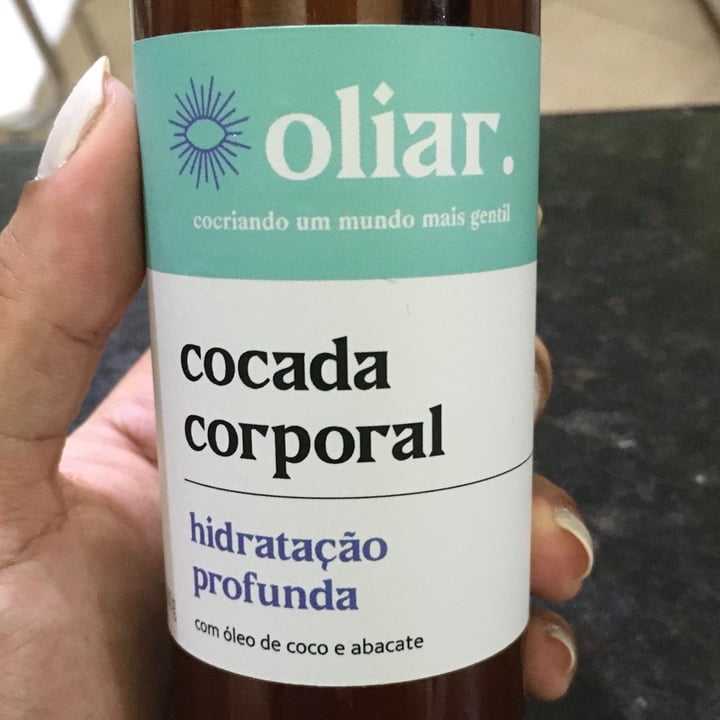 oliar.
cocriando um mundo mais gentil
cocada
corporal
hidratação
profunda
com óleo de coco e abacate